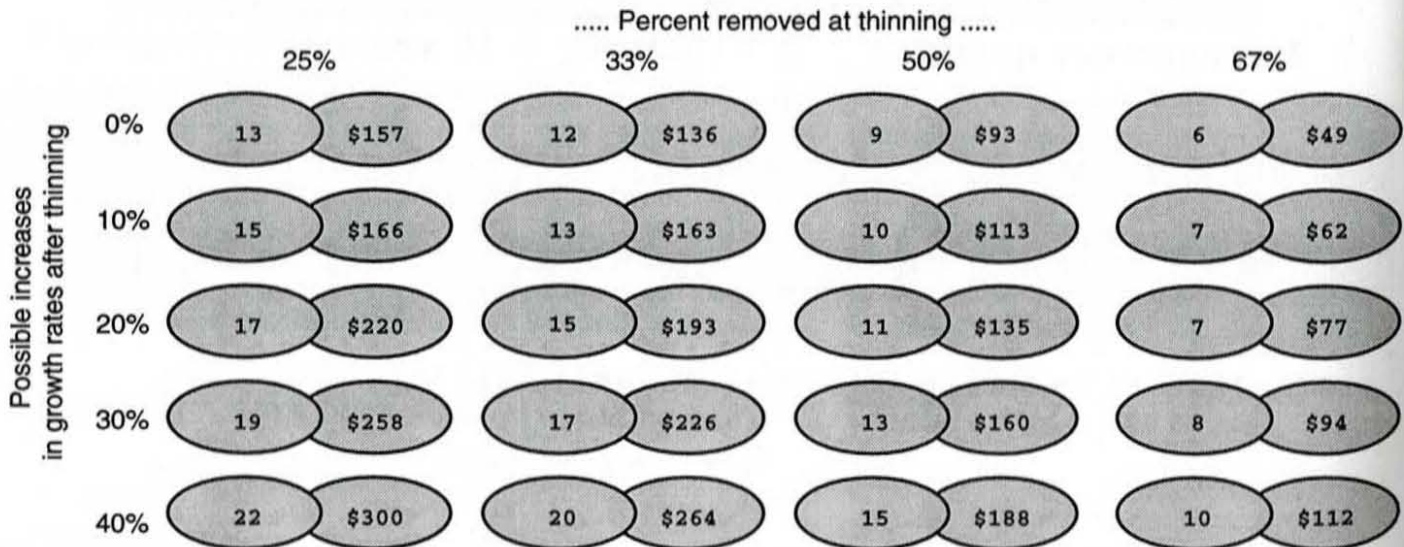 ..... Percent removed at thinning .....
25% 33% 50% 67%
Possible increases
in growth rates after thinning
0% 13 $157 12 $136 9 $93 6 $49
10% 15 $166 13 $163 10 $113 7 $62
20% 17 $220 15 $193 11 $135 7 $77
30% 19 $258 17 $226 13 $160 8 $94
40% 22 $300 20 $264 15 $188 10 $112